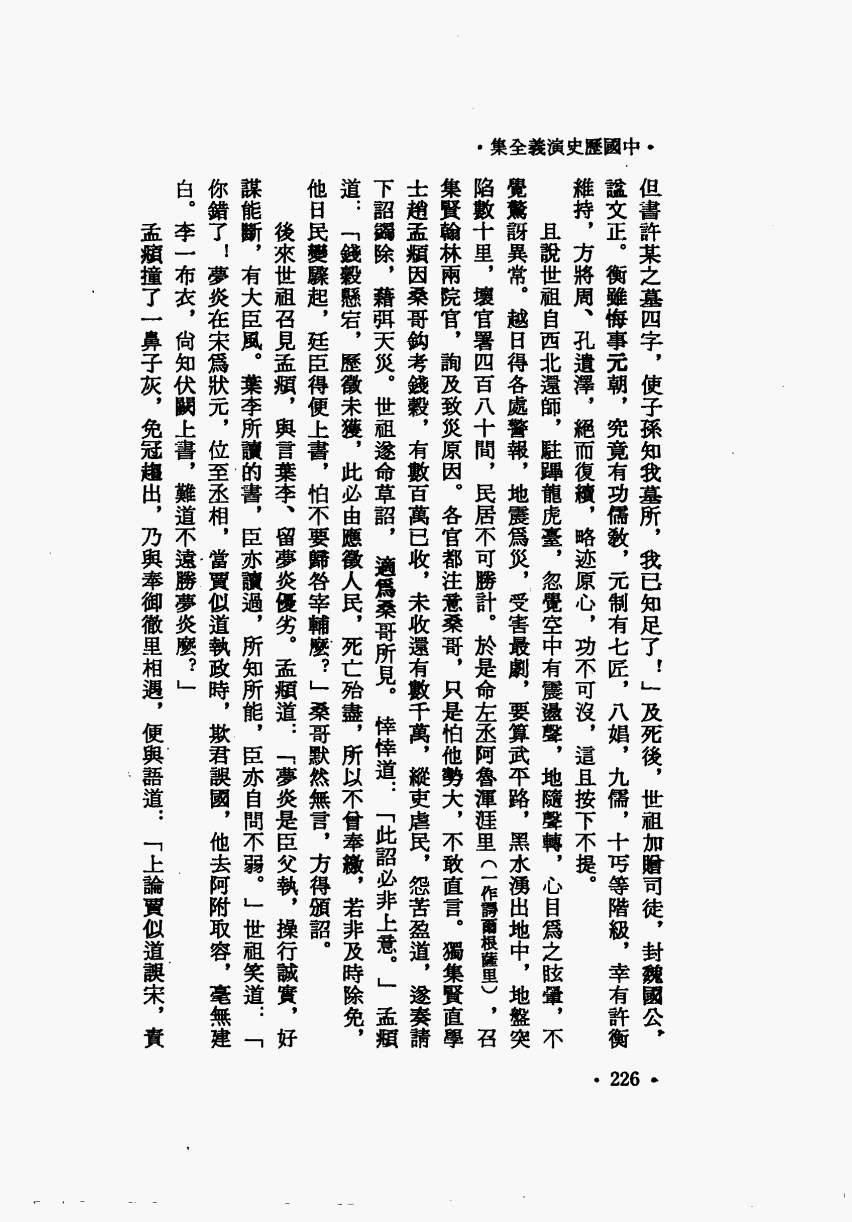 •中國歷史演義全集•
但書許某之墓四字，使子孫知我墓所，我已知足了！」及死後，世祖加贈司徒，封魏國公，
諡文正。衡雖悔事元朝，究竟有功儒教，元制有七匠，八娼，九儒，十丐等階級，幸有許衡
維持，方將周、孔遺澤，絕而復續，略迹原心，功不可沒，這且按下不提。
且說世祖自西北還師，駐蹕龍虎臺，忽覺空中有震盪聲，地隨聲轉，心目爲之眩暈，不
覺驚訝異常。越日得各處警報，地震爲災，受害最劇，要算武平路，黑水湧出地中，地盤突
陷數十里，壞官署四百八十間，民居不可勝計。於是命左丞阿魯渾涯里（一作諤爾根薩里），召
集賢翰林兩院官，詢及致災原因。各官都注意桑哥，只是怕他勢大，不敢直言。獨集賢直學
士趙孟頫因桑哥鈎考錢穀，有數百萬已收，未收還有數千萬，縱吏虐民，怨苦盈道，遂奏請
下詔蠲除，藉弭天災。世祖遂命草詔，適爲桑哥所見。悻悻道：「此詔必非上意。」孟頫
道：「錢穀懸宕，歷徵未獲，此必由應徵人民，死亡殆盡，所以不曾奉繳，若非及時除免，
他日民變驟起，廷臣得便上書，怕不要歸咎宰輔麼？」桑哥默然無言，方得頒詔。
後來世祖召見孟頫，與言葉李、留夢炎優劣。孟頫道：「夢炎是臣父執，操行誠實，好
謀能斷，有大臣風。葉李所讀的書，臣亦讀過，所知所能，臣亦自問不弱。」世祖笑道：「
你錯了！夢炎在宋爲狀元，位至丞相，當賈似道執政時，欺君誤國，他去阿附取容，毫無建
白。李一布衣，尙知伏闕上書，難道不遠勝夢炎麼？」
孟頫撞了一鼻子灰，免冠趨出，乃與奉御徹里相遇，便與語道：「上論賈似道誤宋，責
•226•